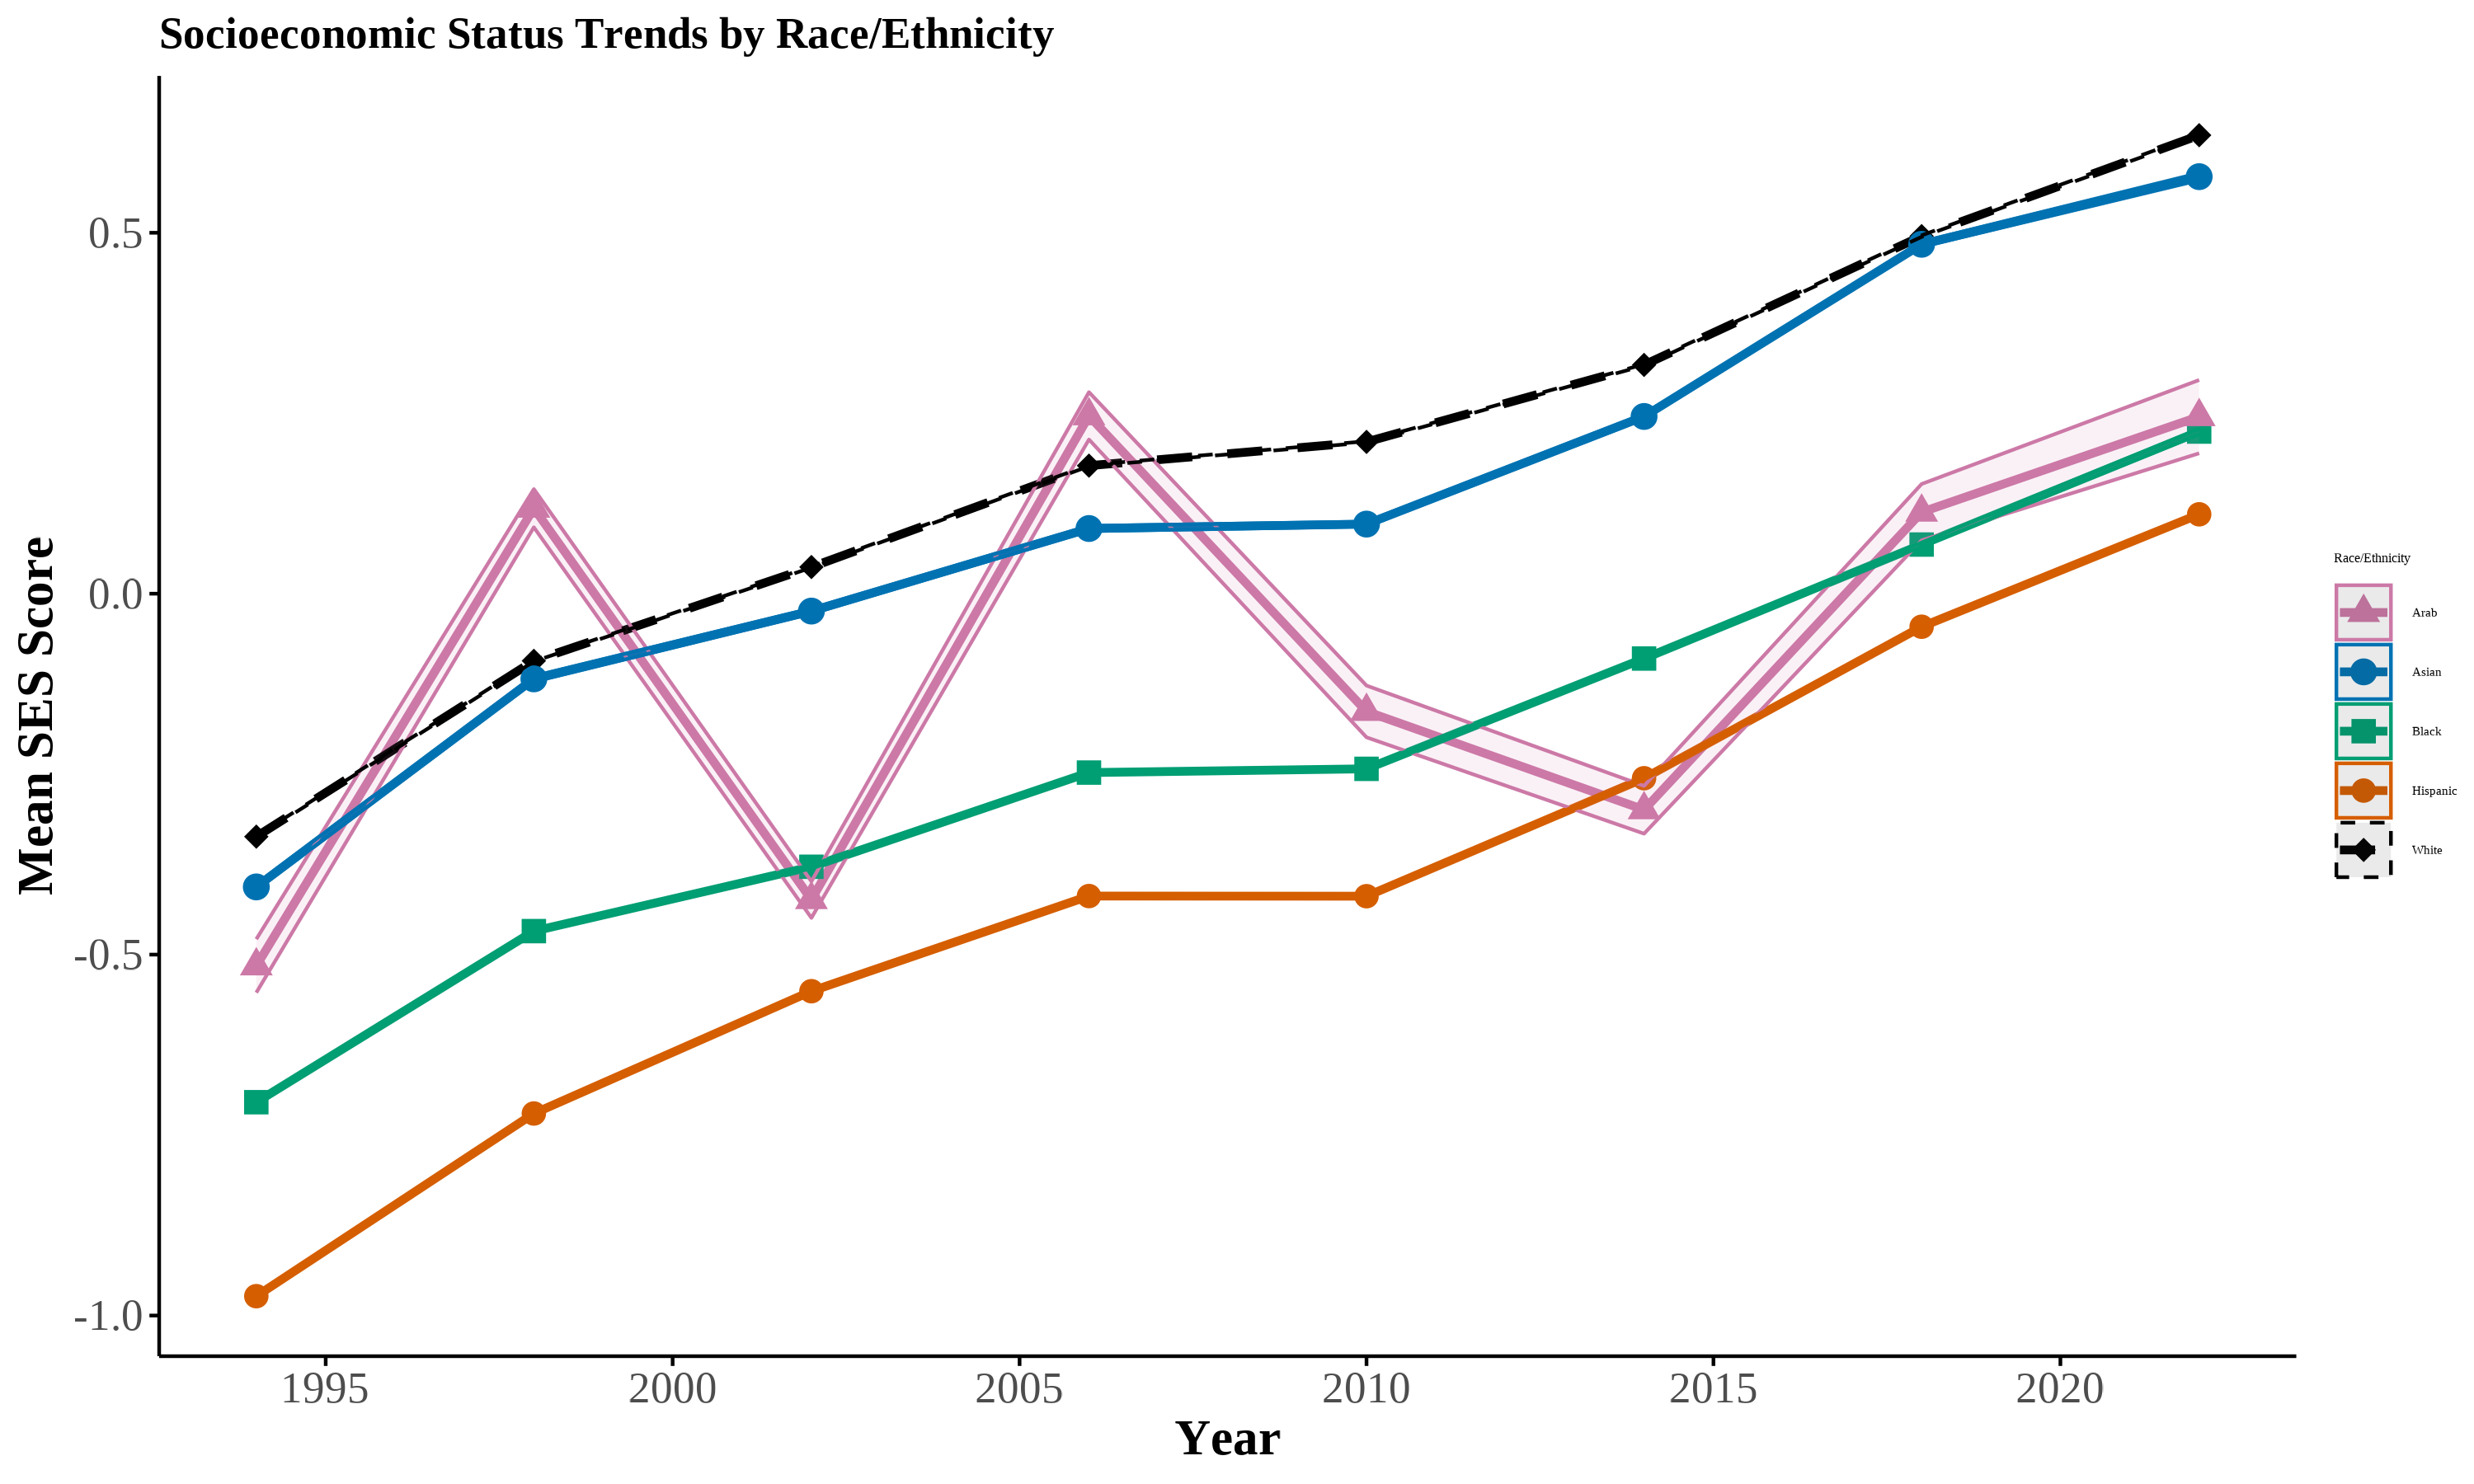 Socioeconomic Status Trends by Race/Ethnicity
Mean SES Score
0.5
0.0
-0.5
-1.0
1995
2000
2005
2010
2015
2020
Year
Race/Ethnicity
Arab
Asian
Black
Hispanic
White